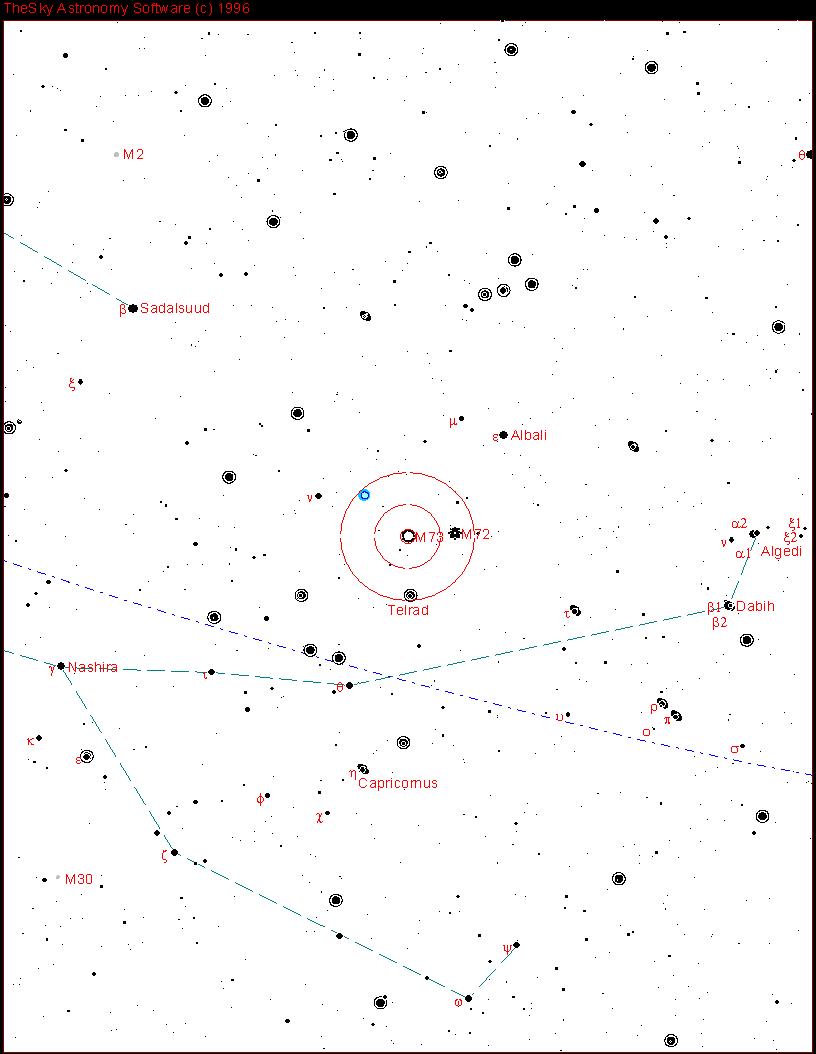 TheSky Astronomy Software (c) 1996
M2
θ
β Sadalsuud
ξ
μ
ε Albali
ν
M73
M72
α2
ξ1
ν
ξ2
α1 Algedi
Telrad
τ
β1 Dabih
β2
γ Nashira
ι
θ
ρ
π
υ
ο
κ
σ
ε
η
Capricornus
φ
χ
ζ
M30
ψ
ω